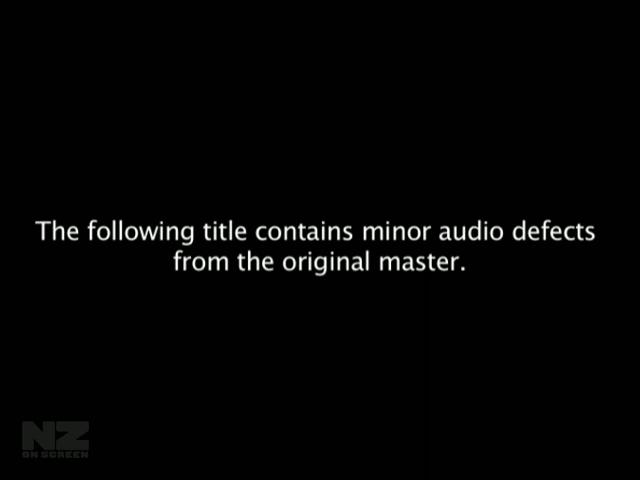 The following title contains minor audio defects
from the original master.
NZ
ON SCREEN